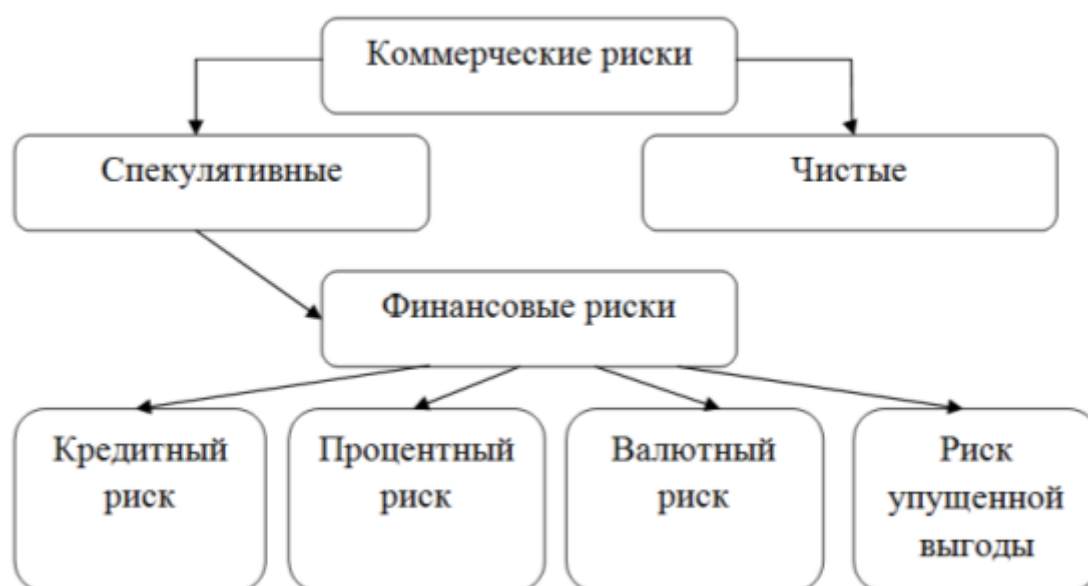 Коммерческие риски
Спекулятивные
Чистые
Финансовые риски
Кредитный
риск
Процентный
риск
Валютный
риск
Риск
упущенной
выгоды